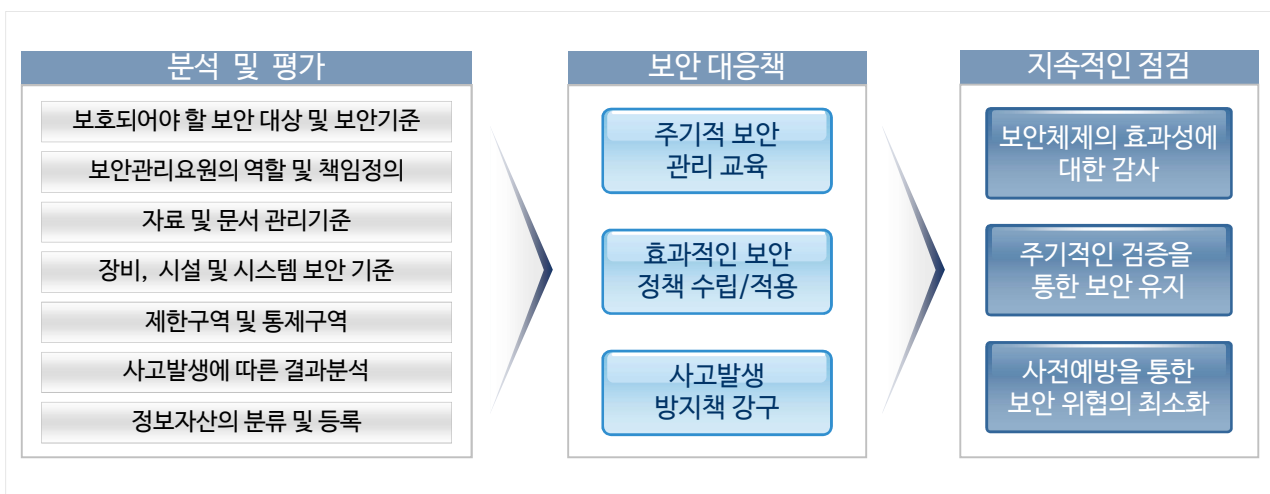 분석 및 평가
보호되어야 할 보안 대상 및 보안기준
보안관리요원의 역할 및 책임정의
자료 및 문서 관리기준
장비, 시설 및 시스템 보안 기준
제한구역 및 통제구역
사고발생에 따른 결과분석
정보자산의 분류 및 등록
보안 대응책
주기적 보안
관리 교육
효과적인 보안
정책 수립/적용
사고발생
방지책 강구
지속적인 점검
보안체제의 효과성에
대한 감사
주기적인 검증을
통한 보안 유지
사전예방을 통한
보안 위협의 최소화